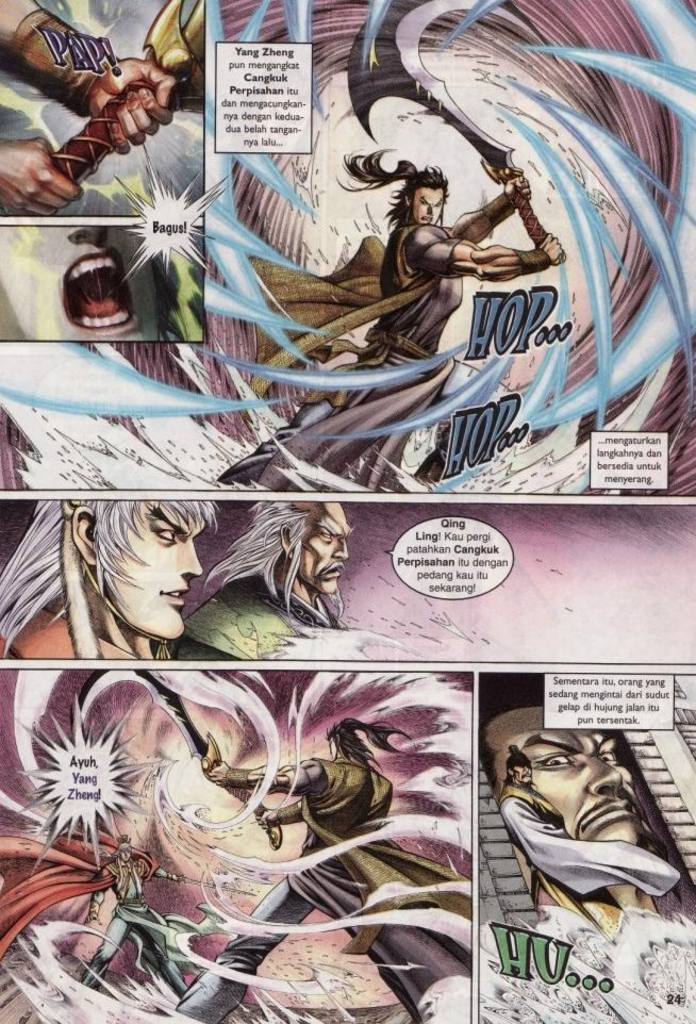 PAP!
Yang Zheng
pun mengangkat
Cangkuk
Perpisahan itu
dan mengacungkan-
nya dengan kedua-
dua belah tangan-
nya lalu...
Bagus!
HOP...
HOP...
...mengaturkan
langkahnya dan
bersedia untuk
menyerang.
Qing
Ling! Kau pergi
patahkan Cangkuk
Perpisahan itu dengan
pedang kau itu
sekarang!
Ayuh,
Yang
Zheng!
Sementara itu, orang yang
sedang mengintai dari sudut
gelap di hujung jalan itu
pun tersentak.
HU...
24